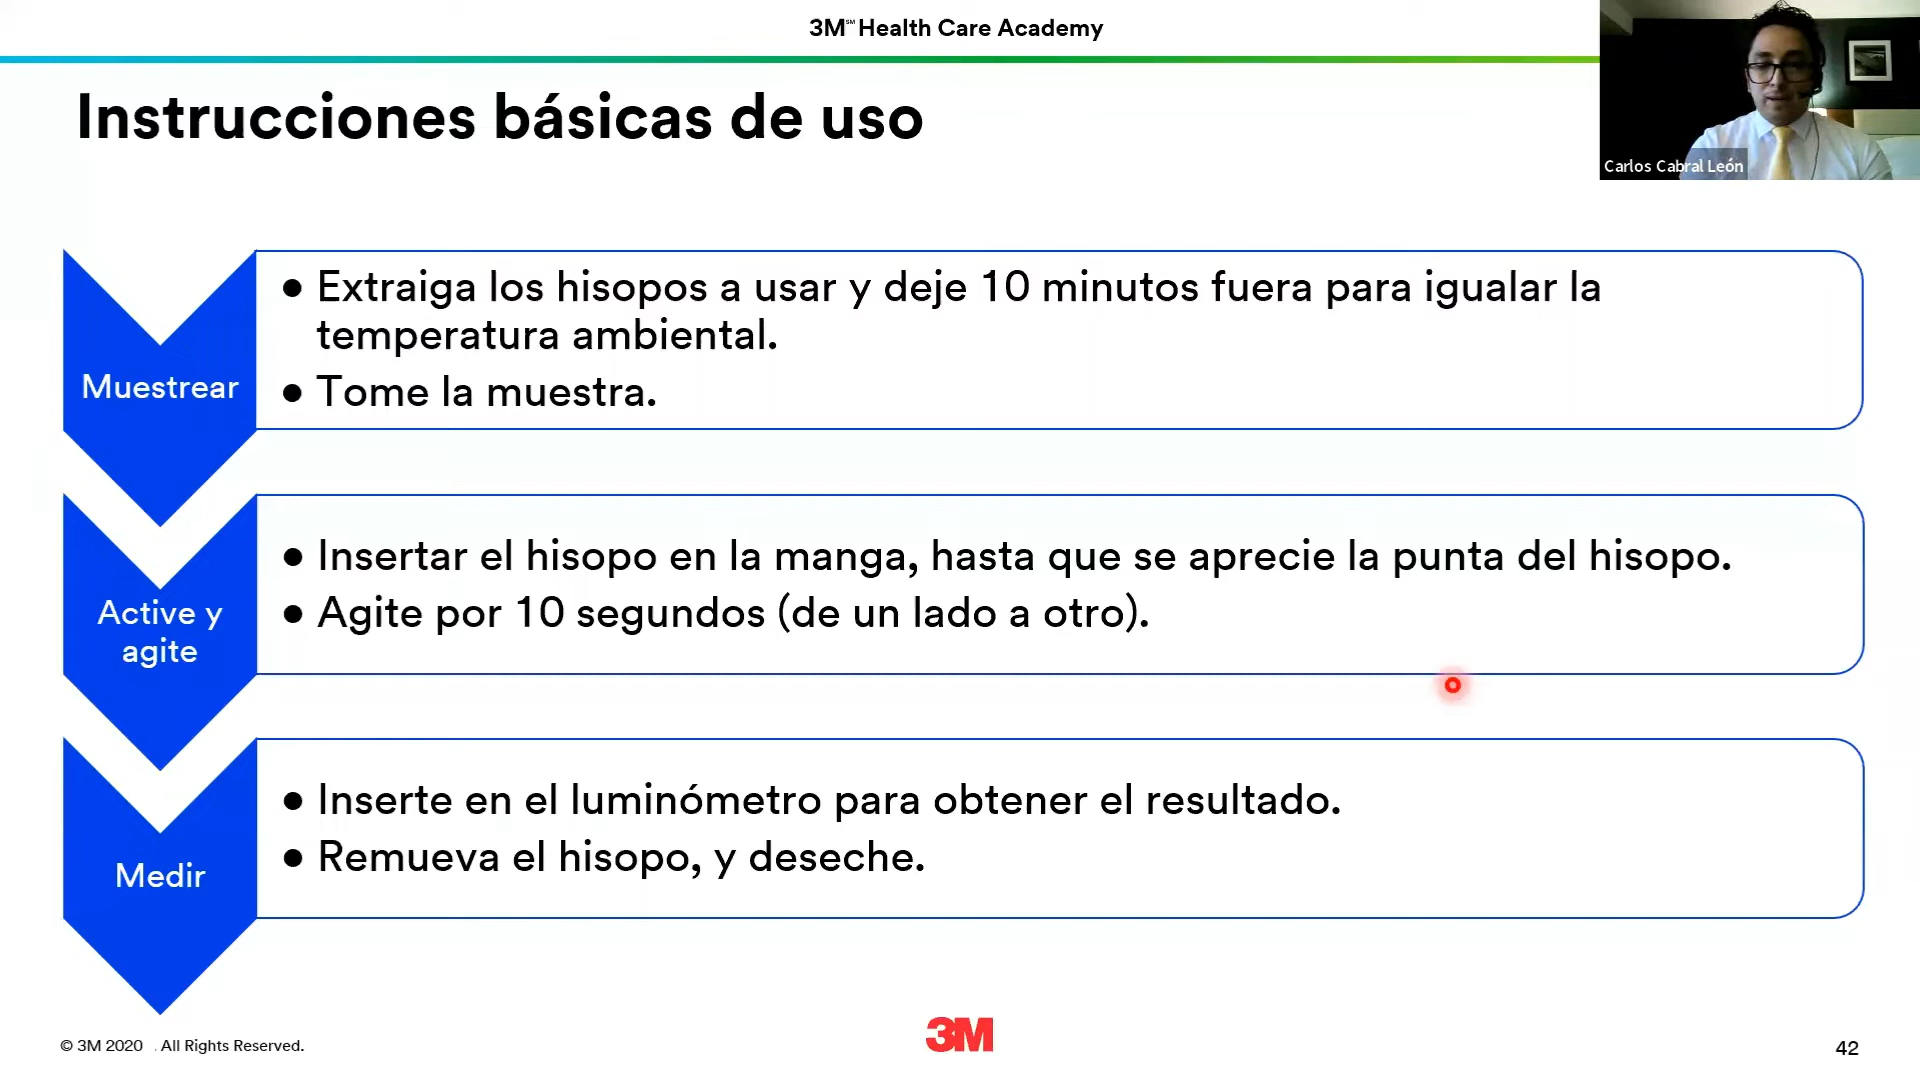 3M℠ Health Care Academy
Instrucciones básicas de uso
Carlos Cabral León
Muestrear
● Extraiga los hisopos a usar y deje 10 minutos fuera para igualar la
temperatura ambiental.
● Tome la muestra.
Active y
agite
● Insertar el hisopo en la manga, hasta que se aprecie la punta del hisopo.
● Agite por 10 segundos (de un lado a otro).
Medir
● Inserte en el luminómetro para obtener el resultado.
● Remueva el hisopo, y deseche.
© 3M 2020 . All Rights Reserved.
3M
42